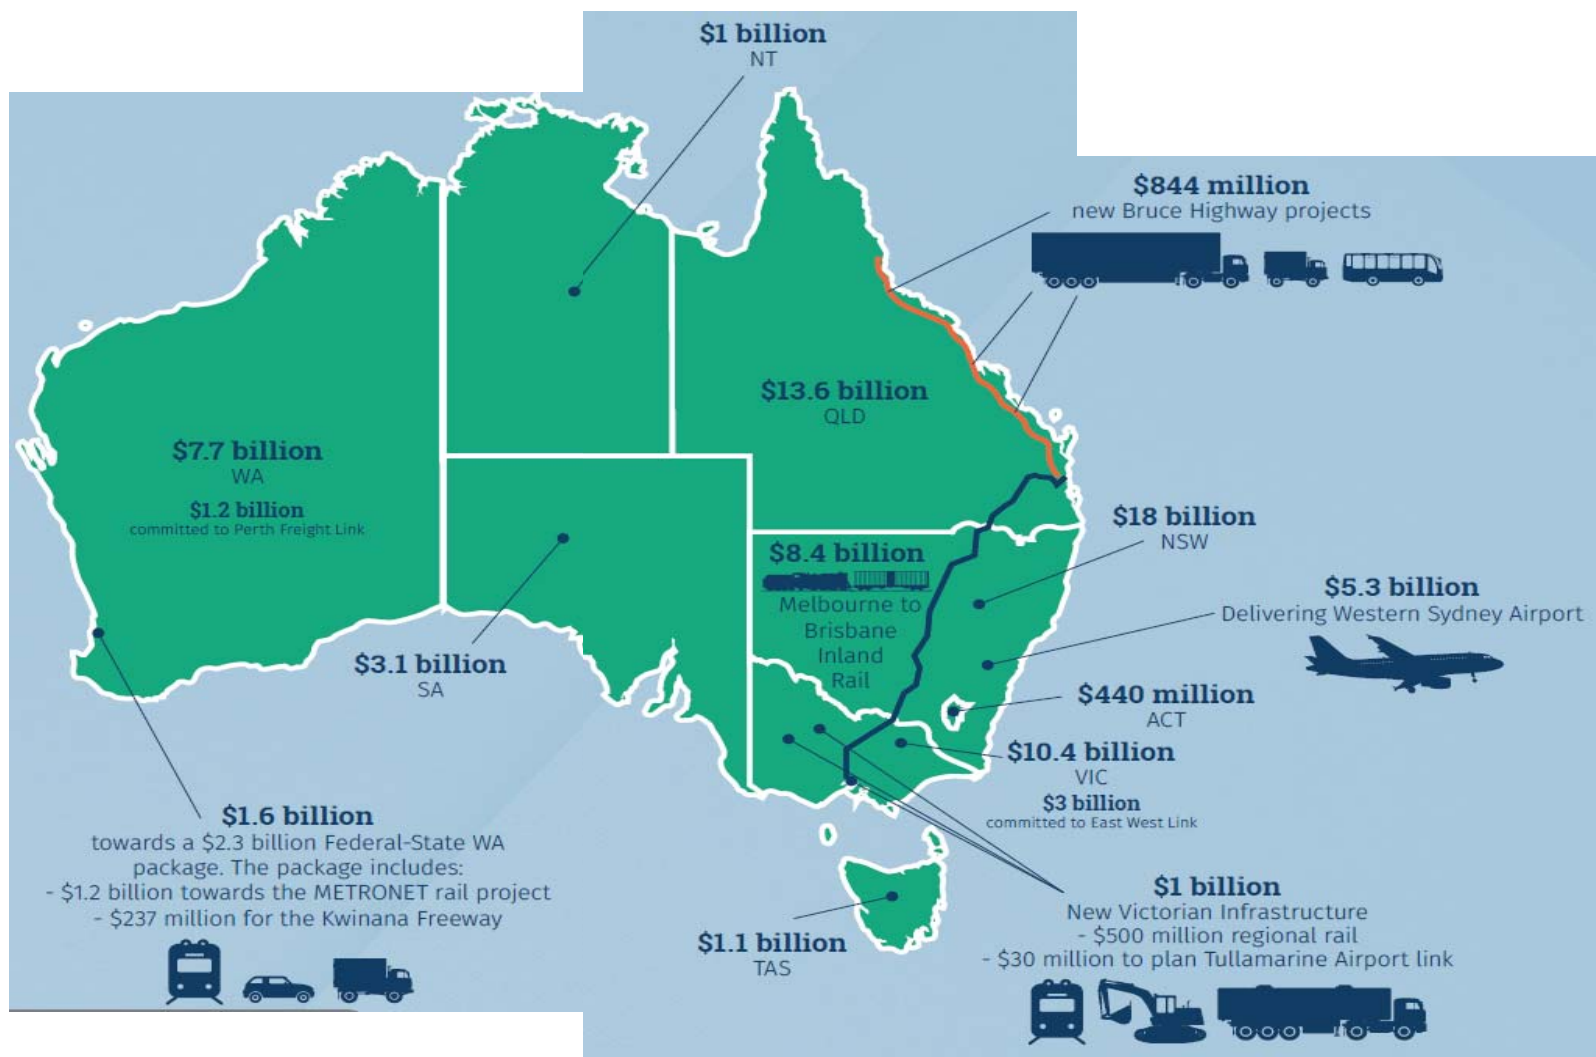 $1 billion
NT
$844 million
new Bruce Highway projects
$13.6 billion
QLD
$7.7 billion
WA
$1.2 billion
committed to Perth Freight Link
$18 billion
NSW
$8.4 billion
Melbourne to
Brisbane
Inland
Rail
$5.3 billion
Delivering Western Sydney Airport
$3.1 billion
SA
$440 million
ACT
$10.4 billion
VIC
$3 billion
committed to East West Link
$1.6 billion
towards a $2.3 billion Federal-State WA
package. The package includes:
- $1.2 billion towards the METRONET rail project
- $237 million for the Kwinana Freeway
$1 billion
New Victorian Infrastructure
- $500 million regional rail
- $30 million to plan Tullamarine Airport link
$1.1 billion
TAS